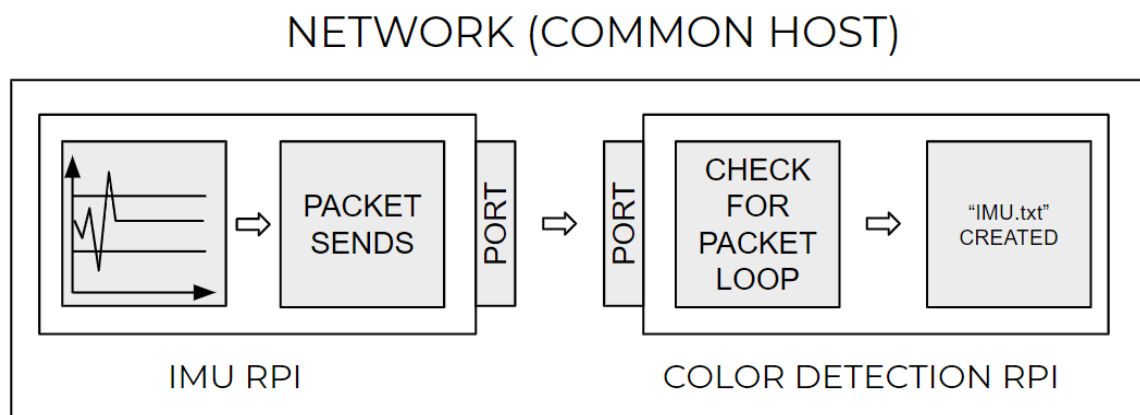 NETWORK (COMMON HOST)
PACKET
SENDS
PORT
PORT
CHECK
FOR
PACKET
LOOP
“IMU.txt”
CREATED
IMU RPI
COLOR DETECTION RPI